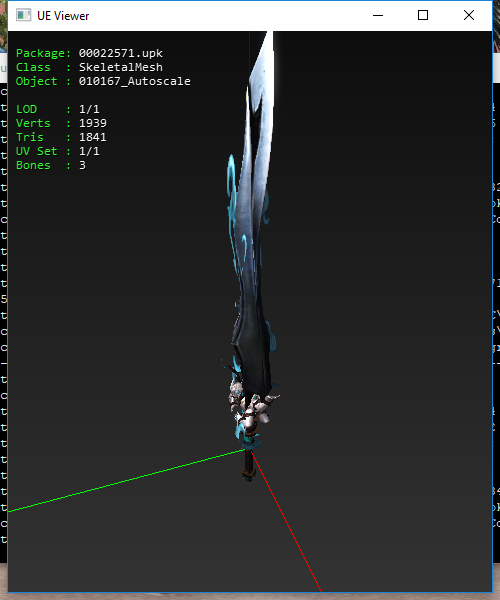 UE Viewer
Package: 00022571.upk
Class : SkeletalMesh
Object : 010167_Autoscale
LOD : 1/1
Verts : 1939
Tris : 1841
UV Set : 1/1
Bones : 3